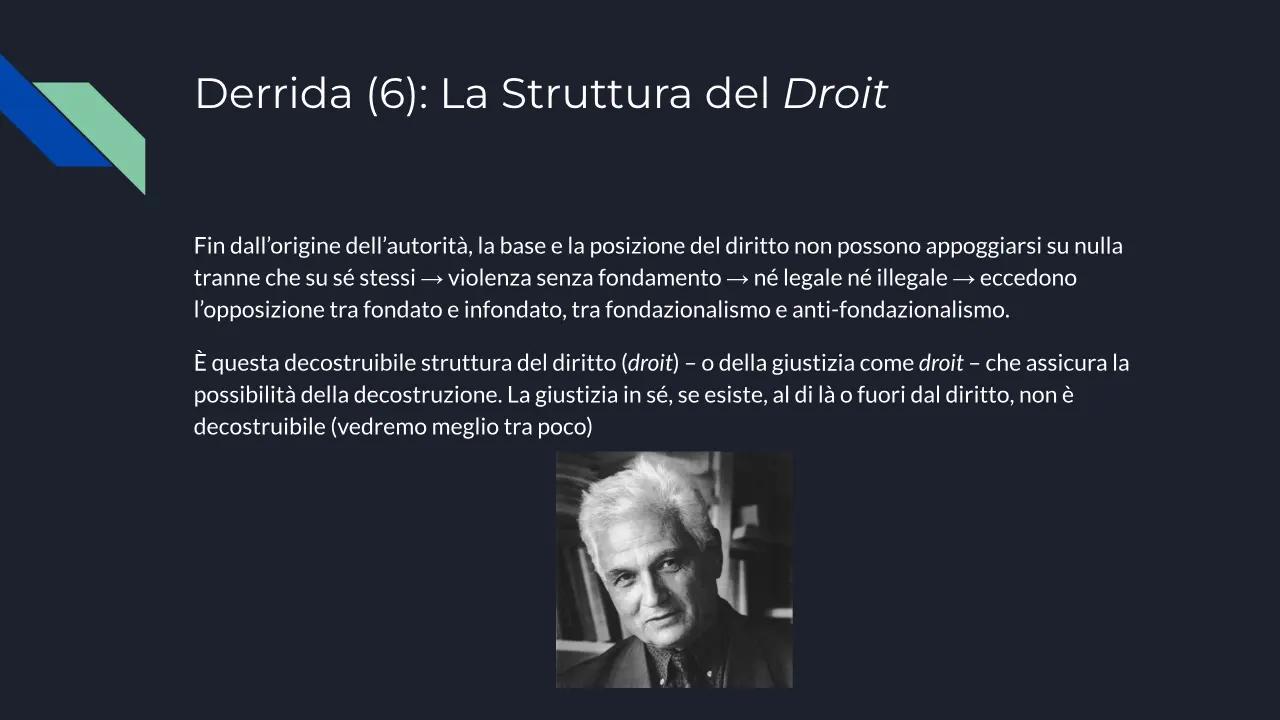 Derrida (6): La Struttura del Droit
Fin dall’origine dell’autorità, la base e la posizione del diritto non possono appoggiarsi su nulla
tranne che su sé stessi → violenza senza fondamento → né legale né illegale → eccedono
l’opposizione tra fondato e infondato, tra fondazionalismo e anti-fondazionalismo.
È questa decostruibile struttura del diritto (droit) – o della giustizia come droit – che assicura la
possibilità della decostruzione. La giustizia in sé, se esiste, al di là o fuori dal diritto, non è
decostruibile (vedremo meglio tra poco)